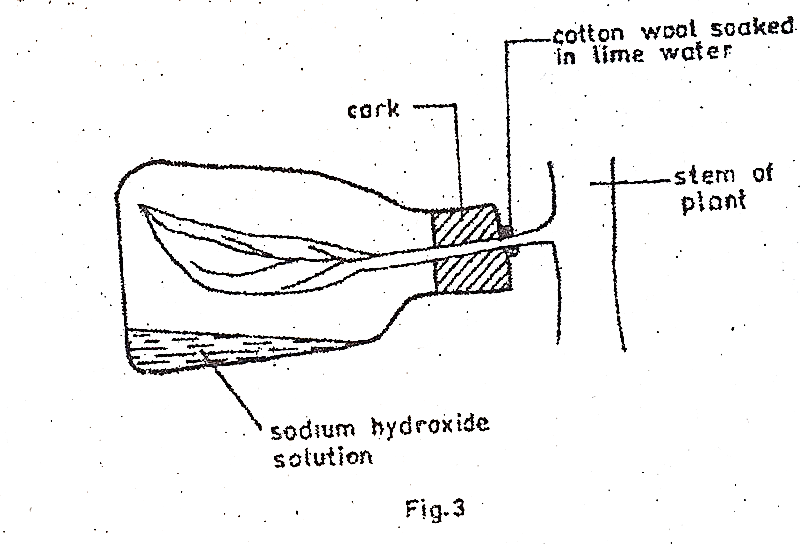 cotton wool soaked
in lime water
cork
stem of
plant
sodium hydroxide
solution
Fig.3